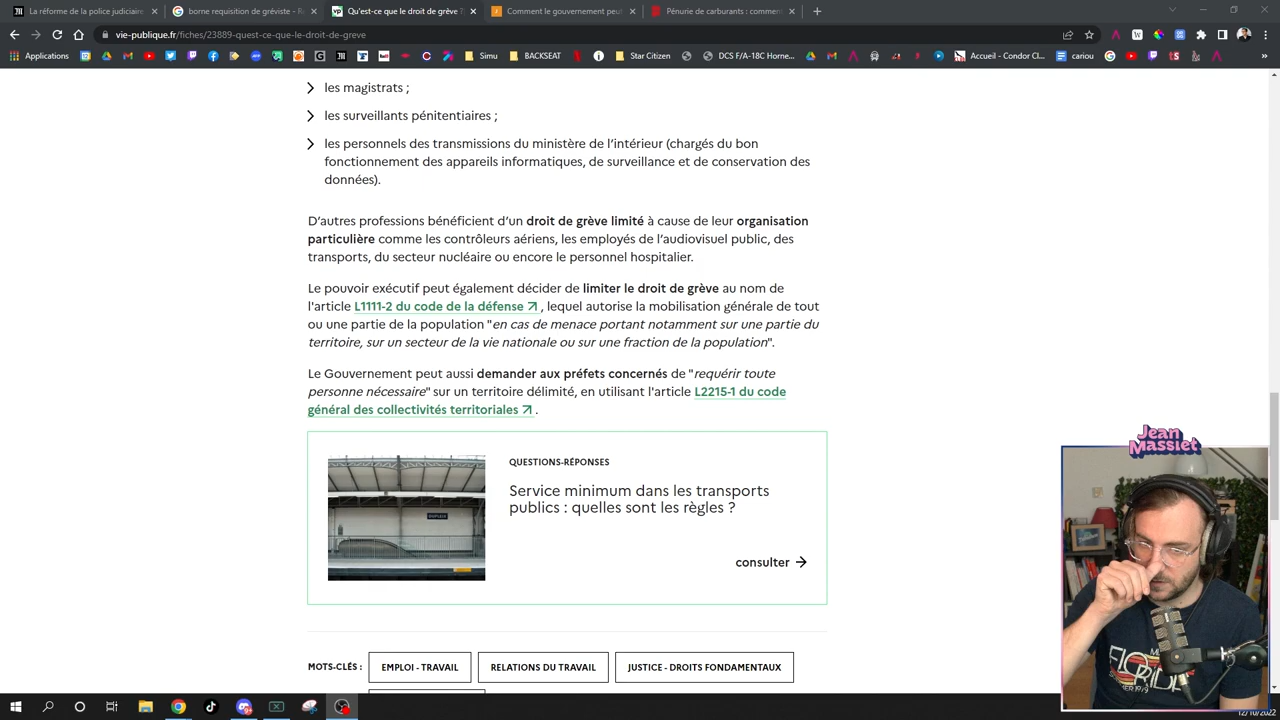 La réforme de la police judiciaire
borne requisition de gréviste - R
Qu'est-ce que le droit de grève ?
Comment le gouvernement peut
Pénurie de carburants : comment
vie-publique.fr/fiches/23889-quest-ce-que-le-droit-de-greve
Applications
Simu
BACKSEAT
Star Citizen
DCS F/A-18C Horne...
Accueil - Condor Cl...
cariou
les magistrats ;
les surveillants pénitentiaires ;
les personnels des transmissions du ministère de l'intérieur (chargés du bon
fonctionnement des appareils informatiques, de surveillance et de conservation des
données).
D'autres professions bénéficient d'un droit de grève limité à cause de leur organisation
particulière comme les contrôleurs aériens, les employés de l'audiovisuel public, des
transports, du secteur nucléaire ou encore le personnel hospitalier.
Le pouvoir exécutif peut également décider de limiter le droit de grève au nom de
l'article L1111-2 du code de la défense , lequel autorise la mobilisation générale de tout
ou une partie de la population "en cas de menace portant notamment sur une partie du
territoire, sur un secteur de la vie nationale ou sur une fraction de la population".
Le Gouvernement peut aussi demander aux préfets concernés de "requérir toute
personne nécessaire" sur un territoire délimité, en utilisant l'article L2215-1 du code
général des collectivités territoriales .
QUESTIONS-RÉPONSES
Service minimum dans les transports
publics : quelles sont les règles ?
consulter
MOTS-CLÉS :
EMPLOI - TRAVAIL
RELATIONS DU TRAVAIL
JUSTICE - DROITS FONDAMENTAUX
Jean
Massiet
12/10/2022